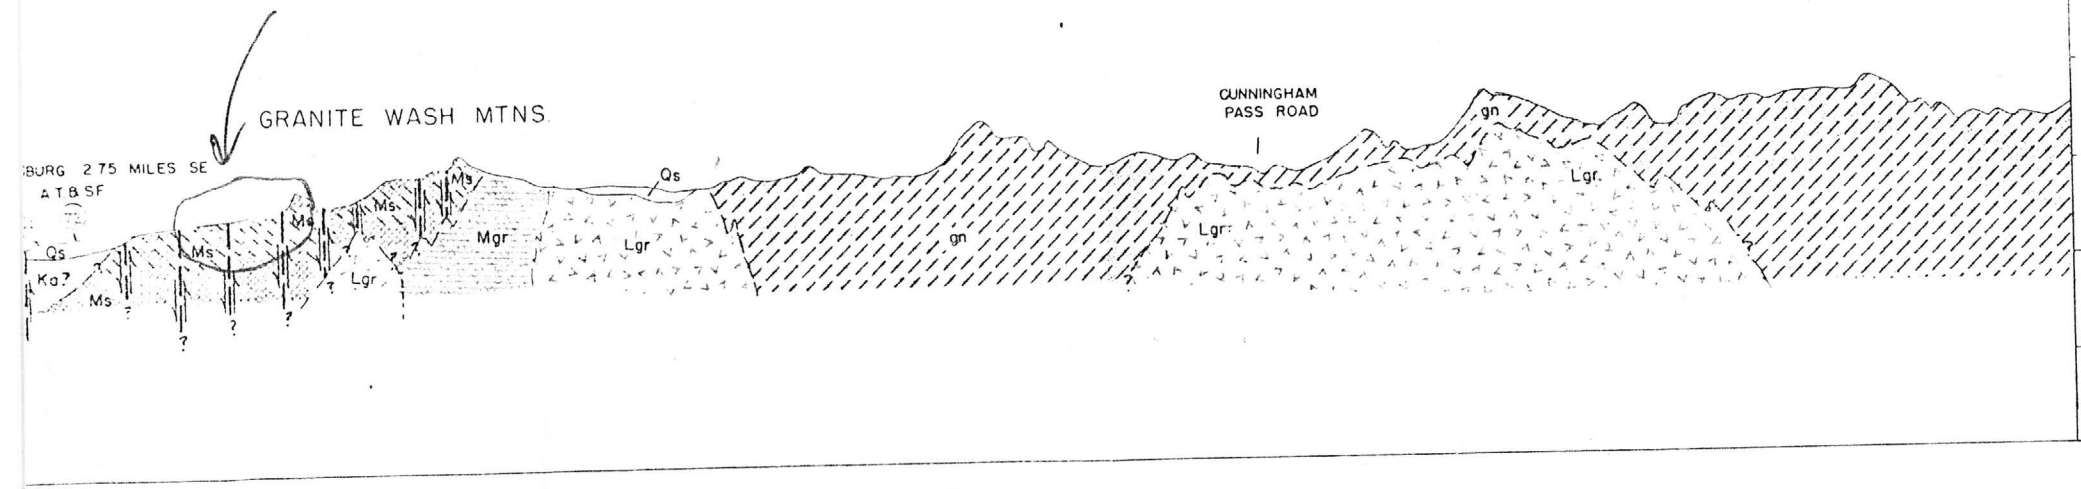 GRANITE WASH MTNS.
CUNNINGHAM
PASS ROAD
BURG 2.75 MILES SE
A.T.& S.F.
Qs
Ka?
Ms
?
Ms
?
?
?
Ms
?
Ms
Lgr
?
Ms
Mgr
Lgr
Qs
gn
?
Lgr
gn
Lgr